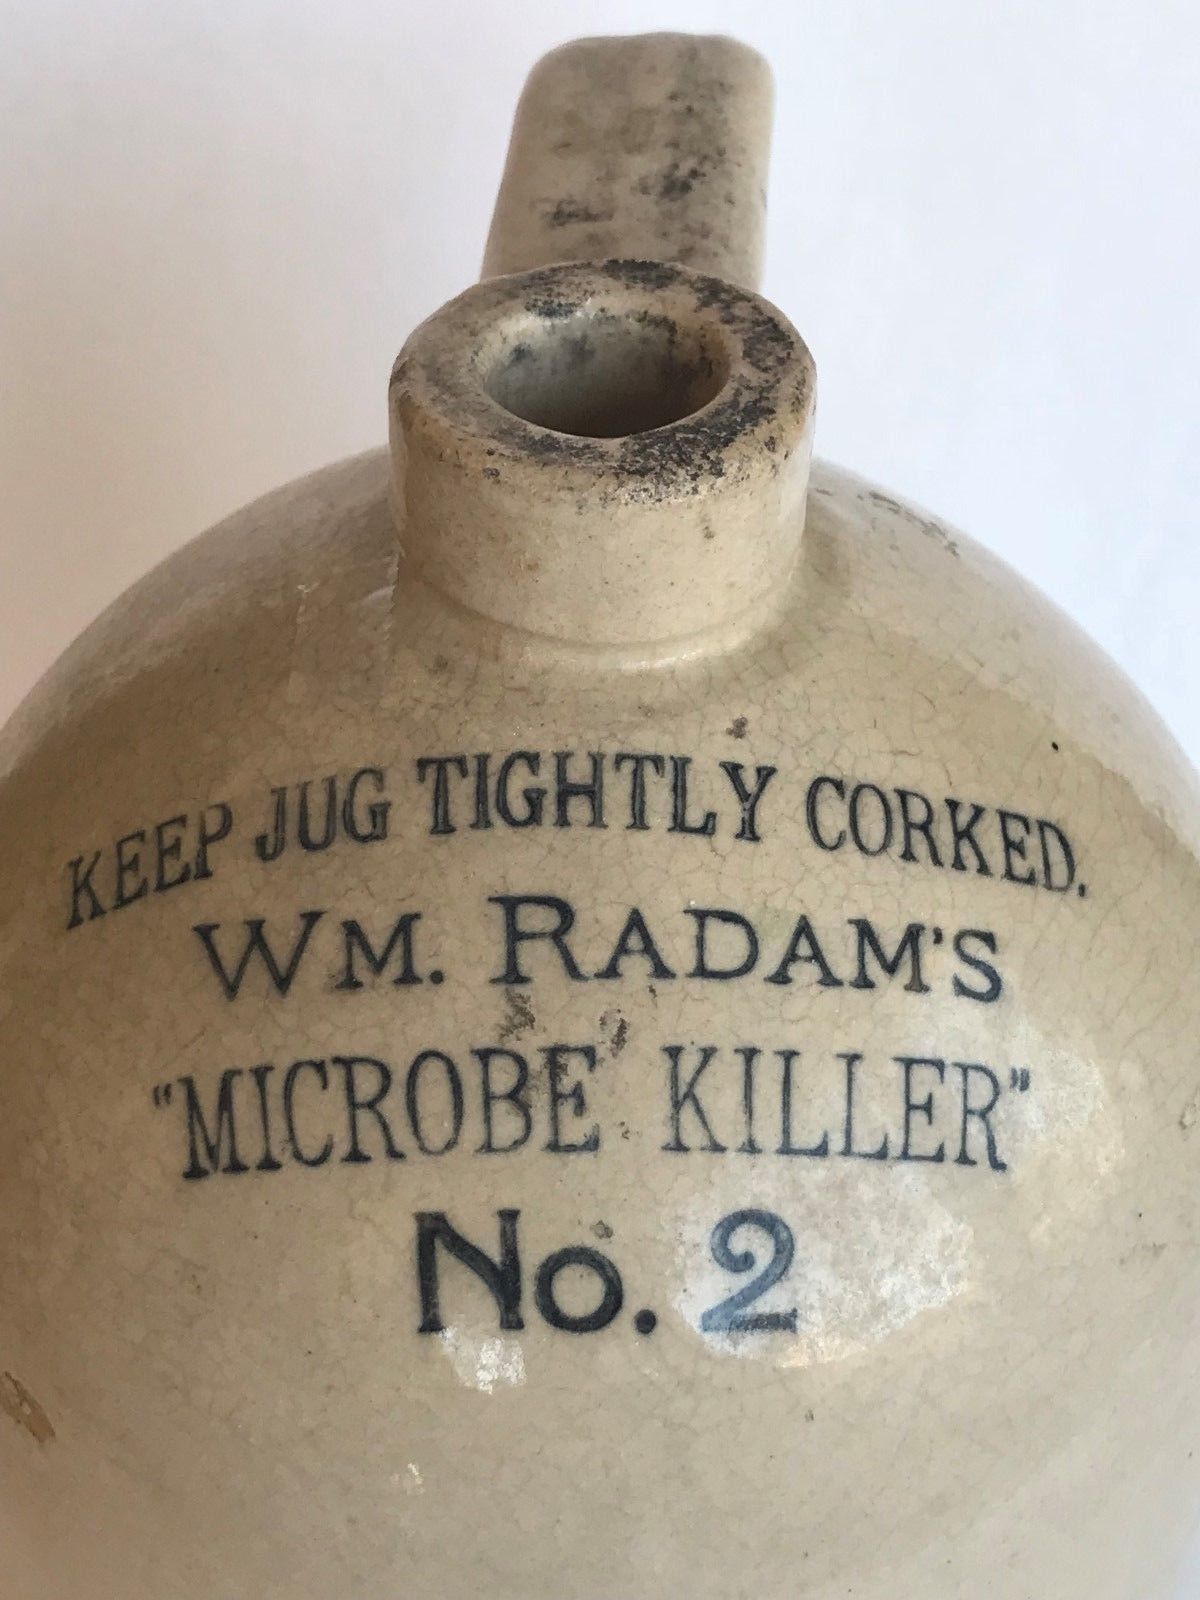 KEEP JUG TIGHTLY CORKED.
WM. RADAM'S
"MICROBE KILLER"
No. 2